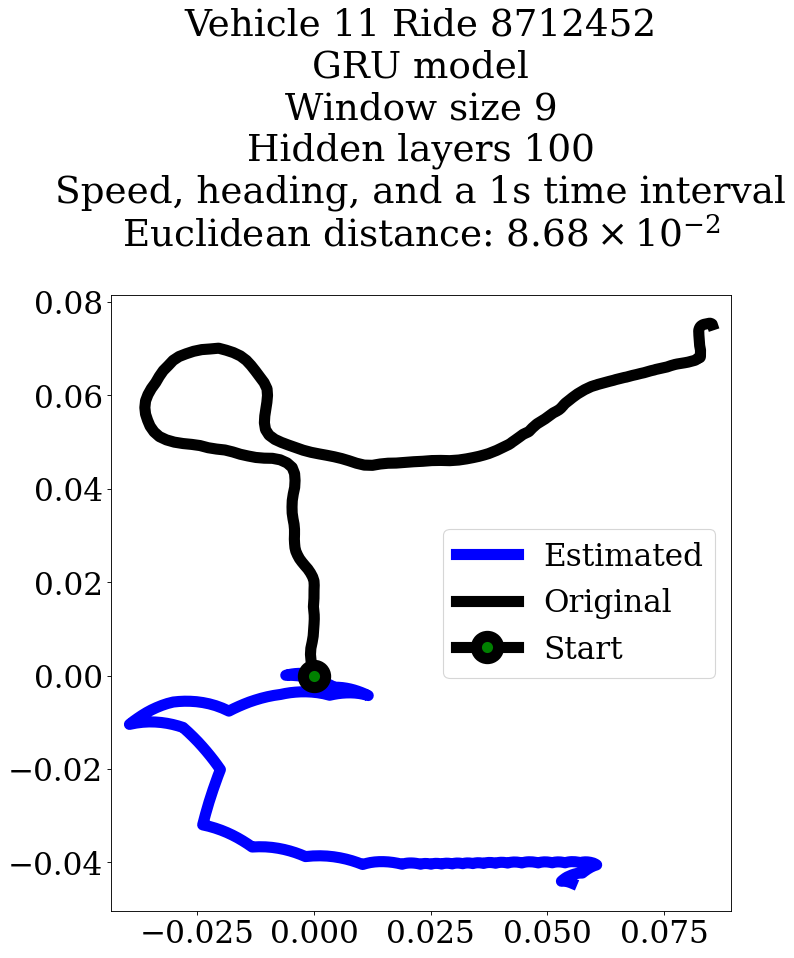 Vehicle 11 Ride 8712452
GRU model
Window size 9
Hidden layers 100
Speed, heading, and a 1s time interval
Euclidean distance: 8.68 × 10⁻²
0.08
0.06
0.04
0.02
0.00
−0.02
−0.04
Estimated
Original
Start
−0.025 0.000 0.025 0.050 0.075